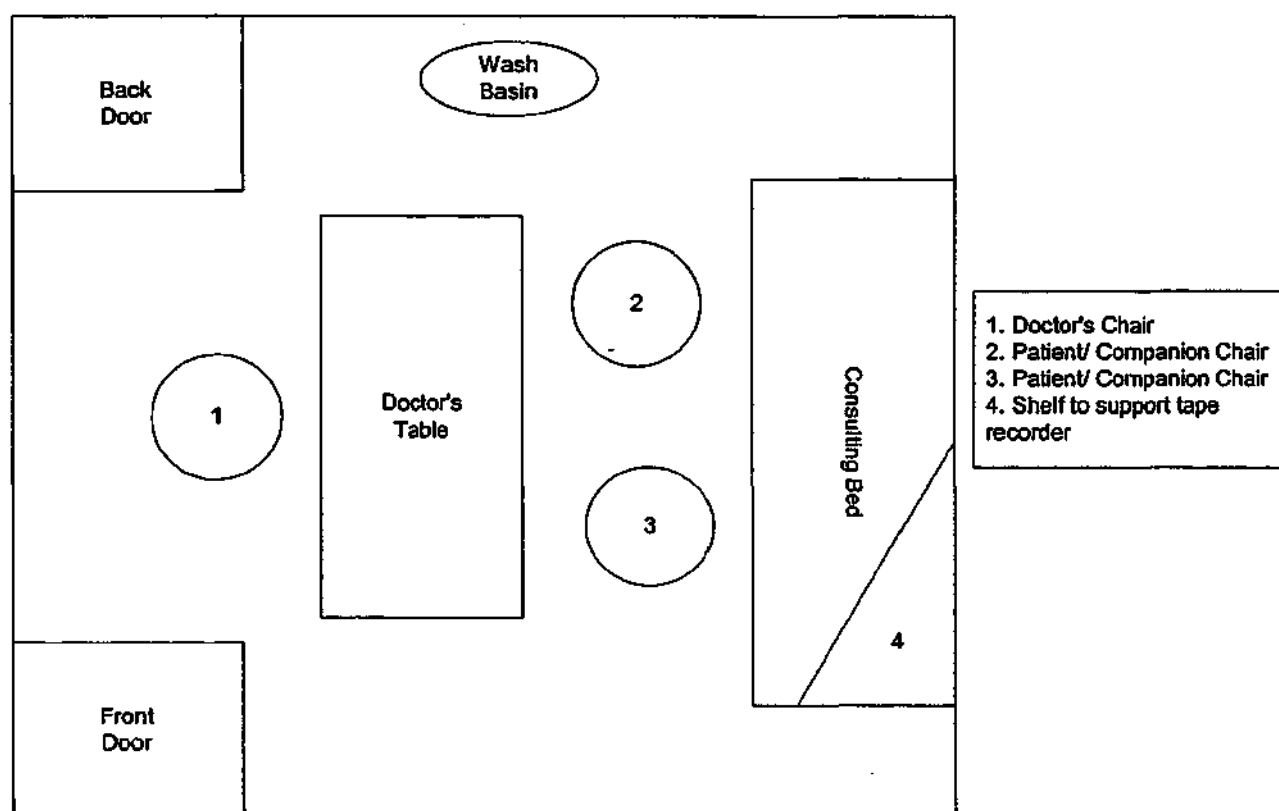 Back
Door
Wash
Basin
1
Doctor's
Table
2
3
Consulting Bed
4
Front
Door
1. Doctor's Chair
2. Patient/ Companion Chair
3. Patient/ Companion Chair
4. Shelf to support tape
recorder